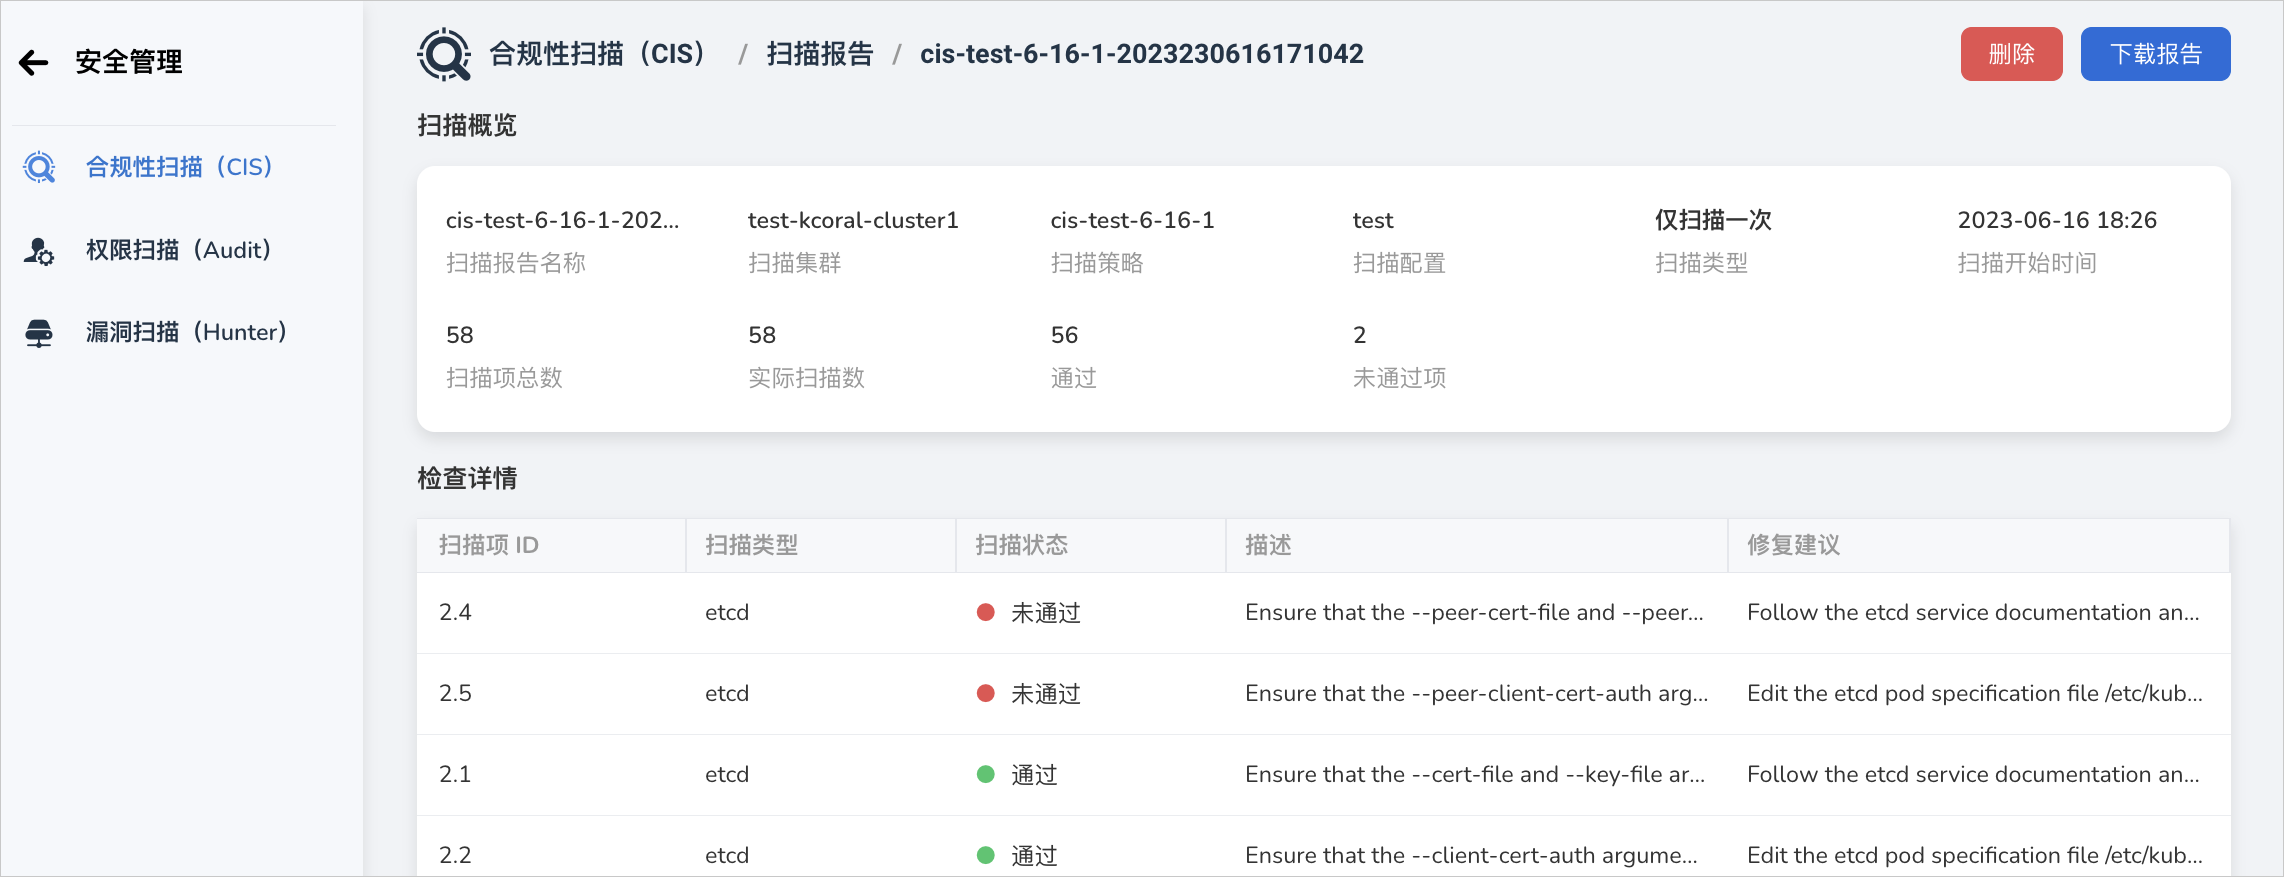 安全管理
合规性扫描（CIS）
权限扫描（Audit）
漏洞扫描（Hunter）
合规性扫描（CIS） / 扫描报告 / cis-test-6-16-1-2023230616171042
删除
下载报告
扫描概览
cis-test-6-16-1-202... test-kcoral-cluster1 cis-test-6-16-1 test 仅扫描一次 2023-06-16 18:26
扫描报告名称 扫描集群 扫描策略 扫描配置 扫描类型 扫描开始时间
58 58 56 2
扫描项总数 实际扫描数 通过 未通过项
检查详情
扫描项 ID 扫描类型 扫描状态 描述 修复建议
2.4 etcd 未通过 Ensure that the --peer-cert-file and --peer... Follow the etcd service documentation an...
2.5 etcd 未通过 Ensure that the --peer-client-cert-auth arg... Edit the etcd pod specification file /etc/kub...
2.1 etcd 通过 Ensure that the --cert-file and --key-file ar... Follow the etcd service documentation an...
2.2 etcd 通过 Ensure that the --client-cert-auth argume... Edit the etcd pod specification file /etc/kub...